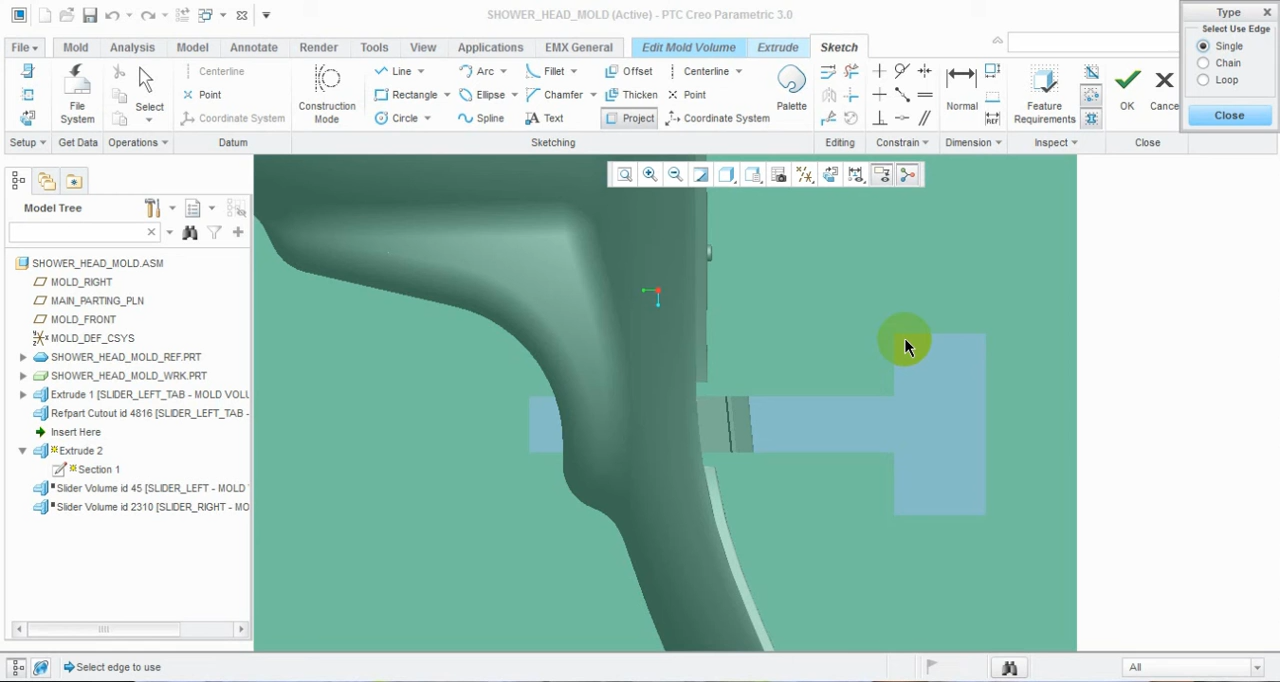 SHOWER_HEAD_MOLD (Active) - PTC Creo Parametric 3.0
Type
Select Use Edge
Single
Chain
Loop
Close
File
Mold
Analysis
Model
Annotate
Render
Tools
View
Applications
EMX General
Edit Mold Volume
Extrude
Sketch
File System
Select
Centerline
Point
Coordinate System
Construction Mode
Line
Rectangle
Circle
Arc
Ellipse
Spline
Fillet
Chamfer
Text
Offset
Thicken
Project
Centerline
Point
Coordinate System
Palette
Normal
Feature Requirements
OK
Cance
Setup
Get Data
Operations
Datum
Sketching
Editing
Constrain
Dimension
Inspect
Close
Model Tree
SHOWER_HEAD_MOLD.ASM
MOLD_RIGHT
MAIN_PARTING_PLN
MOLD_FRONT
MOLD_DEF_CSYS
SHOWER_HEAD_MOLD_REF.PRT
SHOWER_HEAD_MOLD_WRK.PRT
Extrude 1 [SLIDER_LEFT_TAB - MOLD VOLU
Refpart Cutout id 4816 [SLIDER_LEFT_TAB -
Insert Here
Extrude 2
Section 1
Slider Volume id 45 [SLIDER_LEFT - MOLD
Slider Volume id 2310 [SLIDER_RIGHT - MO
Select edge to use
All